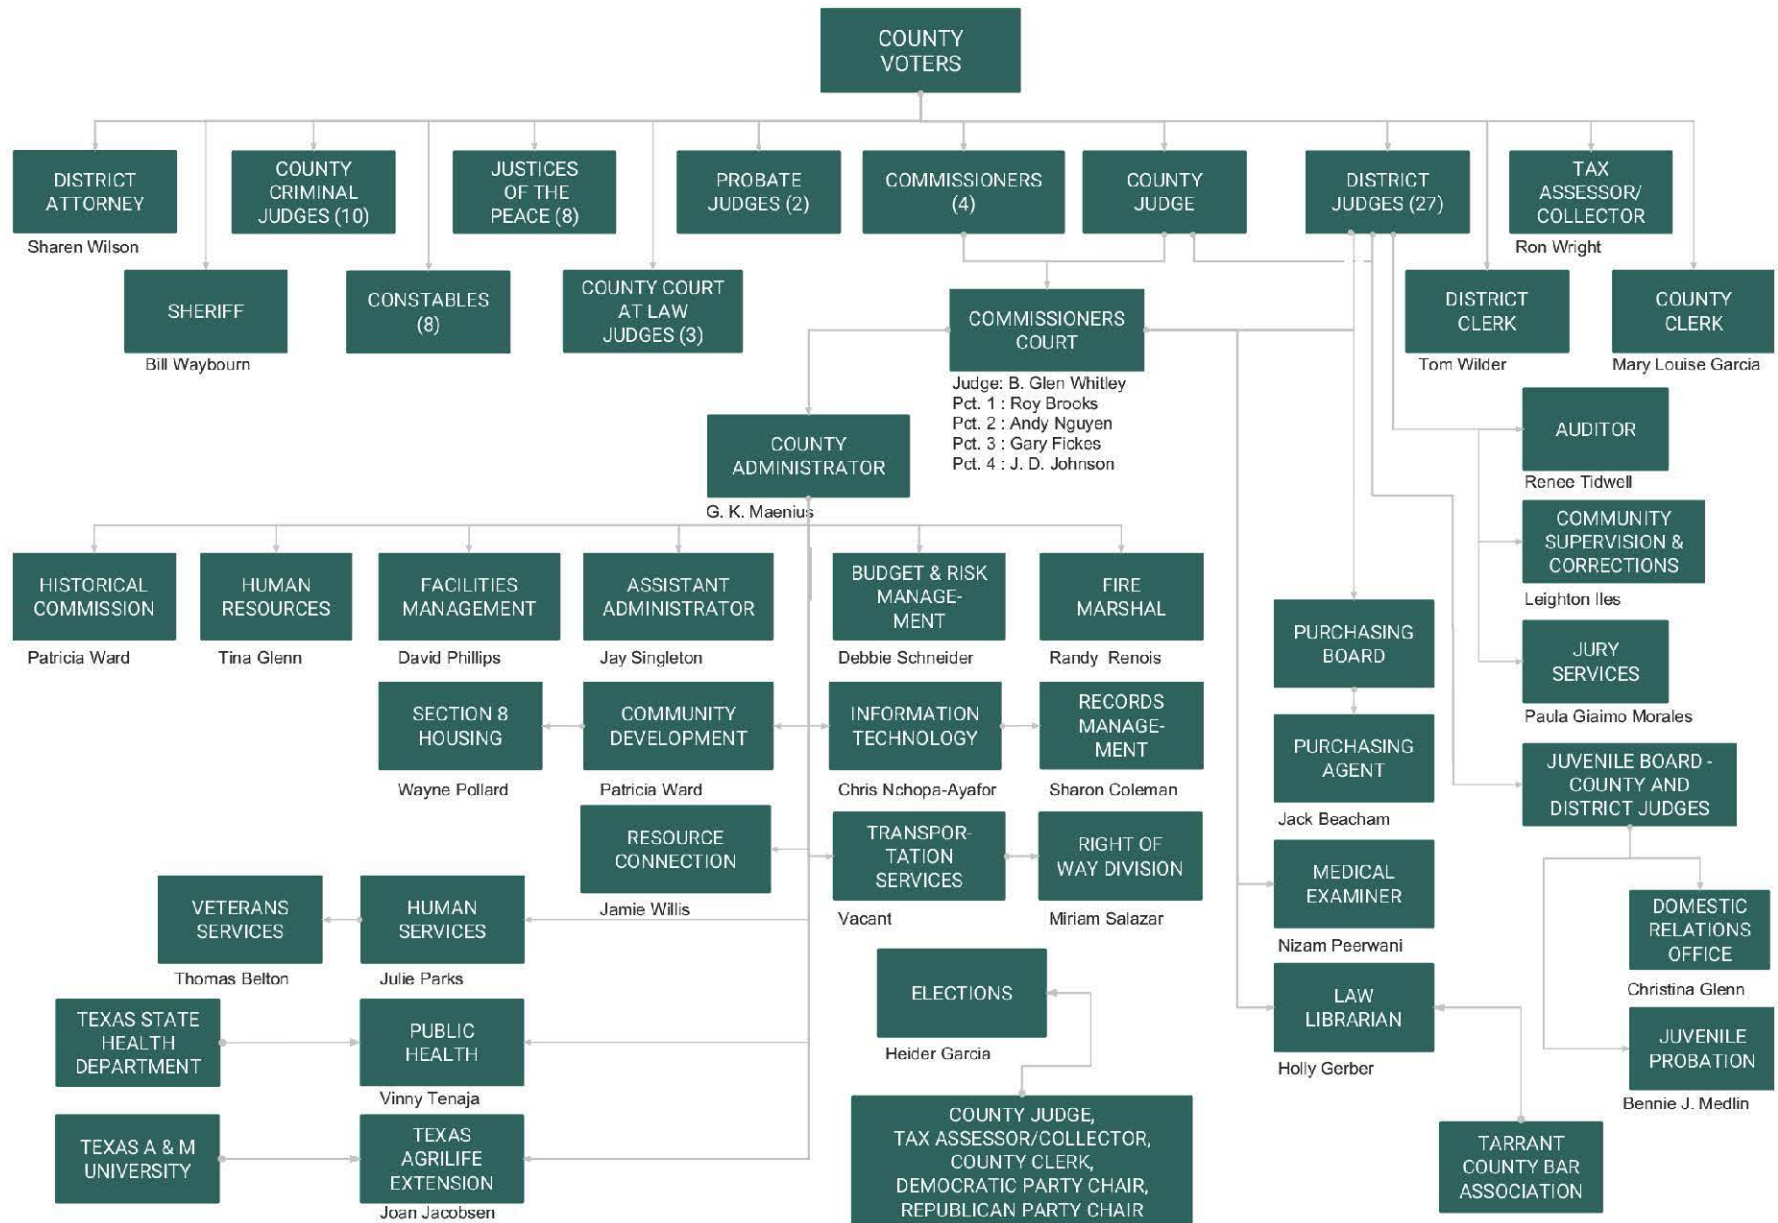 COUNTY
VOTERS
DISTRICT
ATTORNEY
Sharen Wilson
COUNTY
CRIMINAL
JUDGES (10)
JUSTICES
OF THE
PEACE (8)
PROBATE
JUDGES (2)
COMMISSIONERS
(4)
COUNTY
JUDGE
DISTRICT
JUDGES (27)
TAX
ASSESSOR/
COLLECTOR
Ron Wright
SHERIFF
Bill Waybourn
CONSTABLES
(8)
COUNTY COURT
AT LAW
JUDGES (3)
COMMISSIONERS
COURT
Judge: B. Glen Whitley
Pct. 1 : Roy Brooks
Pct. 2 : Andy Nguyen
Pct. 3 : Gary Fickes
Pct. 4 : J. D. Johnson
DISTRICT
CLERK
Tom Wilder
COUNTY
CLERK
Mary Louise Garcia
COUNTY
ADMINISTRATOR
G. K. Maenius
AUDITOR
Renee Tidwell
COMMUNITY
SUPERVISION &
CORRECTIONS
Leighton Iles
JURY
SERVICES
Paula Giaimo Morales
HISTORICAL
COMMISSION
Patricia Ward
HUMAN
RESOURCES
Tina Glenn
FACILITIES
MANAGEMENT
David Phillips
ASSISTANT
ADMINISTRATOR
Jay Singleton
BUDGET & RISK
MANAGE-
MENT
Debbie Schneider
FIRE
MARSHAL
Randy Renois
PURCHASING
BOARD
SECTION 8
HOUSING
Wayne Pollard
COMMUNITY
DEVELOPMENT
Patricia Ward
INFORMATION
TECHNOLOGY
Chris Nchopa-Ayafor
RECORDS
MANAGE-
MENT
Sharon Coleman
PURCHASING
AGENT
Jack Beacham
JUVENILE BOARD -
COUNTY AND
DISTRICT JUDGES
RESOURCE
CONNECTION
Jamie Willis
TRANSPOR-
TATION
SERVICES
Vacant
RIGHT OF
WAY DIVISION
Miriam Salazar
MEDICAL
EXAMINER
Nizam Peerwani
VETERANS
SERVICES
Thomas Belton
HUMAN
SERVICES
Julie Parks
DOMESTIC
RELATIONS
OFFICE
Christina Glenn
ELECTIONS
Heider Garcia
LAW
LIBRARIAN
Holly Gerber
TEXAS STATE
HEALTH
DEPARTMENT
PUBLIC
HEALTH
Vinny Tenaja
JUVENILE
PROBATION
Bennie J. Medlin
TEXAS A & M
UNIVERSITY
TEXAS
AGRILIFE
EXTENSION
Joan Jacobsen
COUNTY JUDGE,
TAX ASSESSOR/COLLECTOR,
COUNTY CLERK,
DEMOCRATIC PARTY CHAIR,
REPUBLICAN PARTY CHAIR
TARRANT
COUNTY BAR
ASSOCIATION